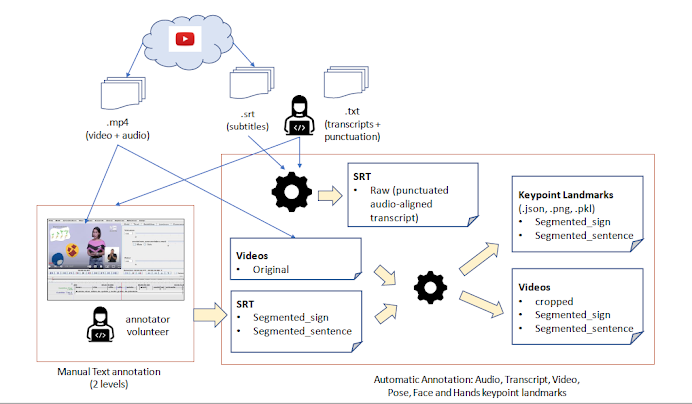 .mp4
(video + audio)
.srt
(subtitles)
.txt
(transcripts +
punctuation)
SRT
• Raw (punctuated
audio-aligned
transcript)
Keypoint Landmarks
(.json, .png, .pkl)
• Segmented_sign
• Segmented_sentence
Videos
• Original
SRT
• Segmented_sign
• Segmented_sentence
Videos
• cropped
• Segmented_sign
• Segmented_sentence
annotator
volunteer
Manual Text annotation
(2 levels)
Automatic Annotation: Audio, Transcript, Video,
Pose, Face and Hands keypoint landmarks